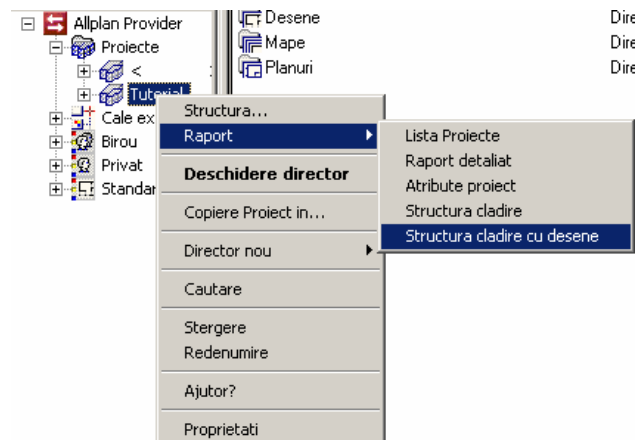 Allplan Provider
Proiecte
<
Tutorial
Cale ex
Birou
Privat
Standar
Desene
Mape
Planuri
Dire
Dire
Dire
Structura...
Raport
Deschidere director
Copiere Proiect in...
Director nou
Cautare
Stergere
Redenumire
Ajutor?
Proprietati
Lista Proiecte
Raport detaliat
Atribute proiect
Structura cladire
Structura cladire cu desene